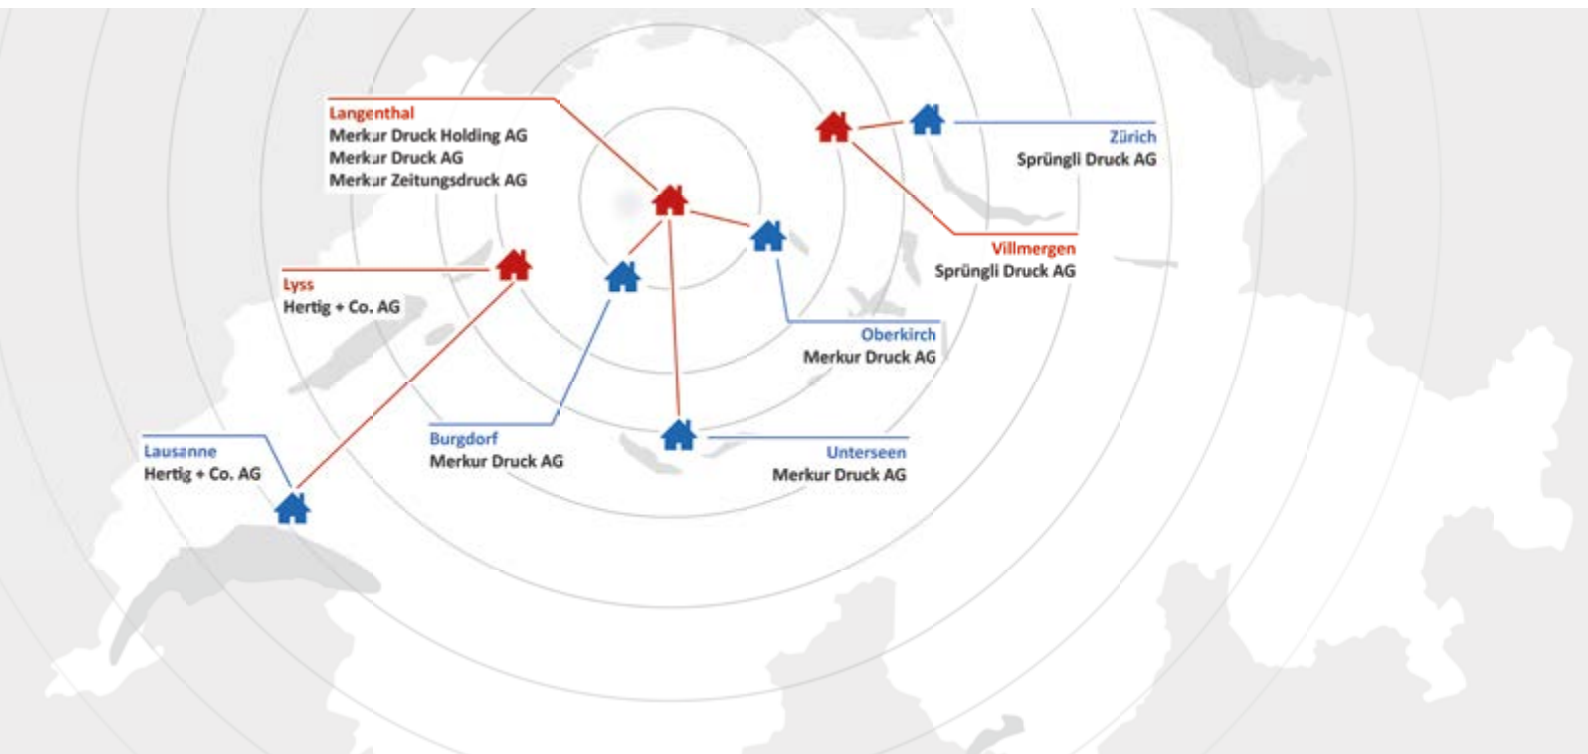 Langenthal
Merkur Druck Holding AG
Merkur Druck AG
Merkur Zeitungsdruck AG
Zürich
Sprüngli Druck AG
Villmergen
Sprüngli Druck AG
Lyss
Hertig + Co. AG
Oberkirch
Merkur Druck AG
Burgdorf
Merkur Druck AG
Unterseen
Merkur Druck AG
Lausanne
Hertig + Co. AG